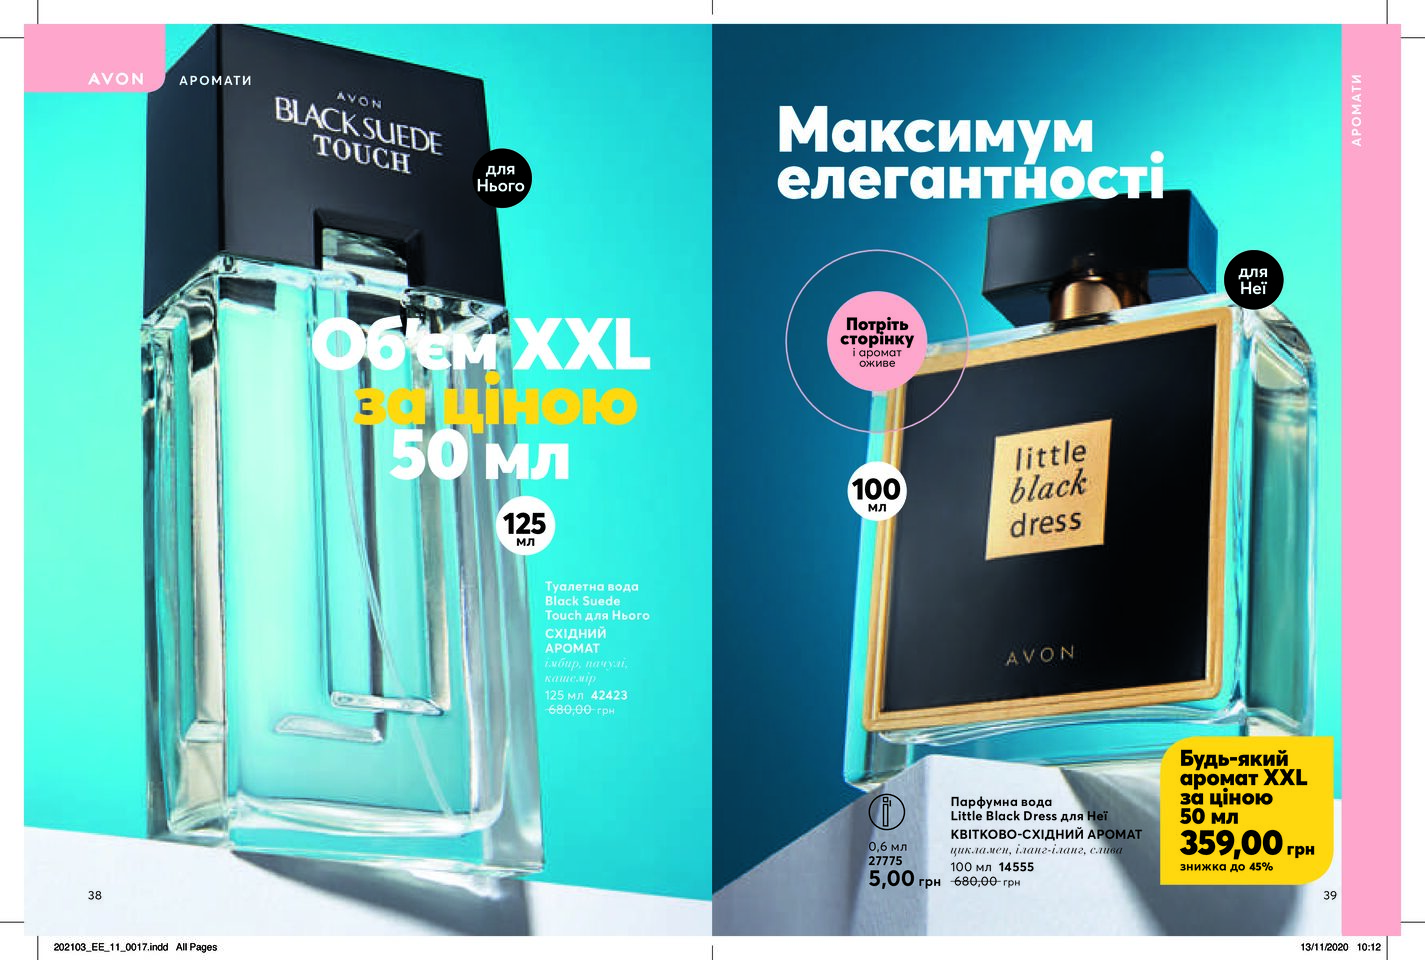 AVON
АРОМАТИ
AVON
BLACK SUEDE
TOUCH
для
Нього
Об'єм XXL
за ціною
50 мл
125
мл
Туалетна вода
Black Suede
Touch для Нього
СХІДНИЙ
АРОМАТ
імбир, пачулі,
кашемір
125 мл 42423
680,00 грн
38
Максимум
елегантності
АРОМАТИ
для
Неї
Потріть
сторінку
і аромат
оживе
100
мл
little
black
dress
AVON
0,6 мл
27775
5,00 грн
Парфумна вода
Little Black Dress для Неї
КВІТКОВО-СХІДНИЙ АРОМАТ
цикламен, іланг-іланг, слива
100 мл 14555
680,00 грн
Будь-який
аромат XXL
за ціною
50 мл
359,00 грн
знижка до 45%
39
202103_EE_11_0017.indd All Pages
13/11/2020 10:12